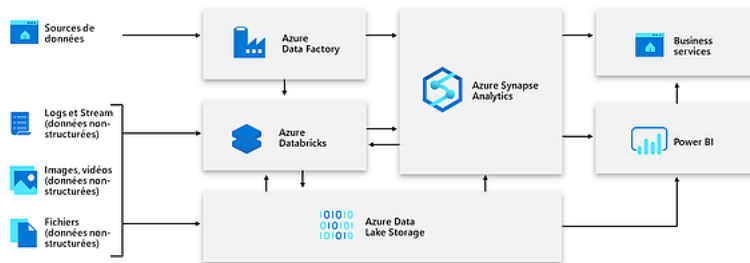 Sources de
données
Azure
Data Factory
Azure Synapse
Analytics
Business
services
Logs et Stream
(données non-
structurées)
Azure
Databricks
Power BI
Images, vidéos
(données non-
structurées)
Fichiers
(données non-
structurées)
Azure Data
Lake Storage